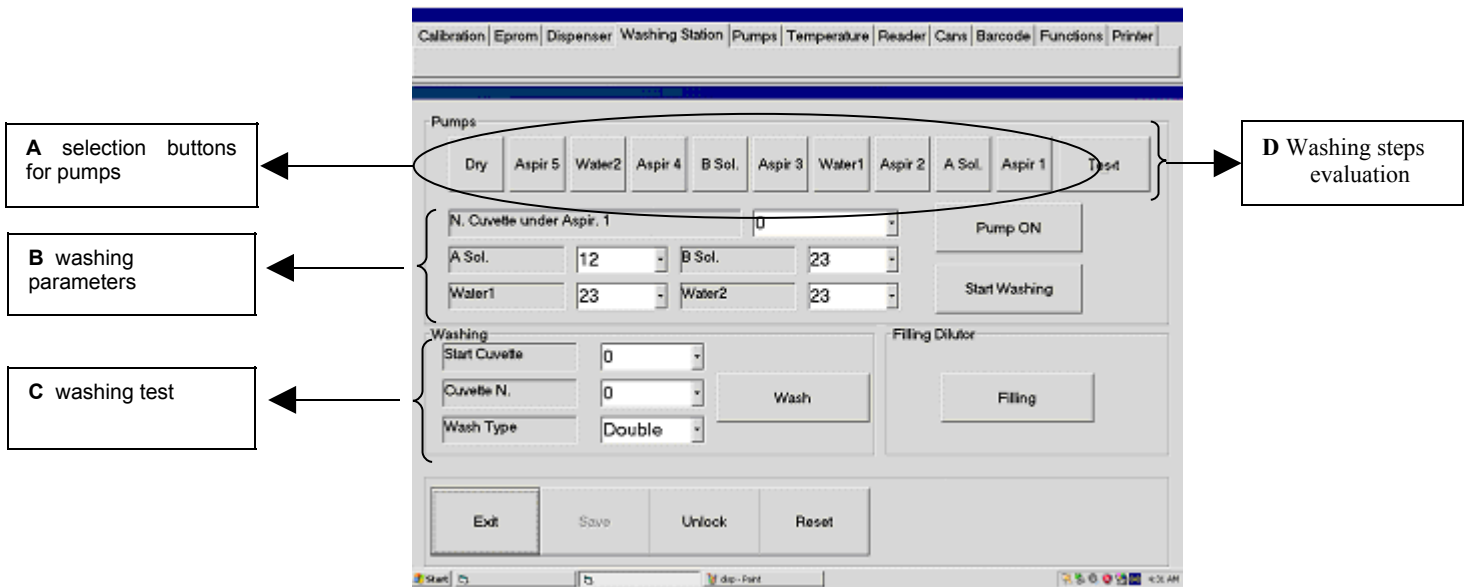 Calibration Eprom Dispenser Washing Station Pumps Temperature Reader Cans Barcode Functions Printer
Pumps
Dry Aspir 5 Water2 Aspir 4 B Sol. Aspir 3 Water1 Aspir 2 A Sol. Aspir 1 Test
A selection buttons
for pumps
D Washing steps
evaluation
N. Cuvette under Aspir. 1 0 Pump ON
A Sol. 12 B Sol. 23
Water1 23 Water2 23 Start Washing
B washing
parameters
Washing Filling Dilutor
Start Cuvette 0
Cuvette N. 0 Wash Filling
Wash Type Double
C washing test
Exit Save Unlock Reset
Start dsp - Paint 4:31 AM